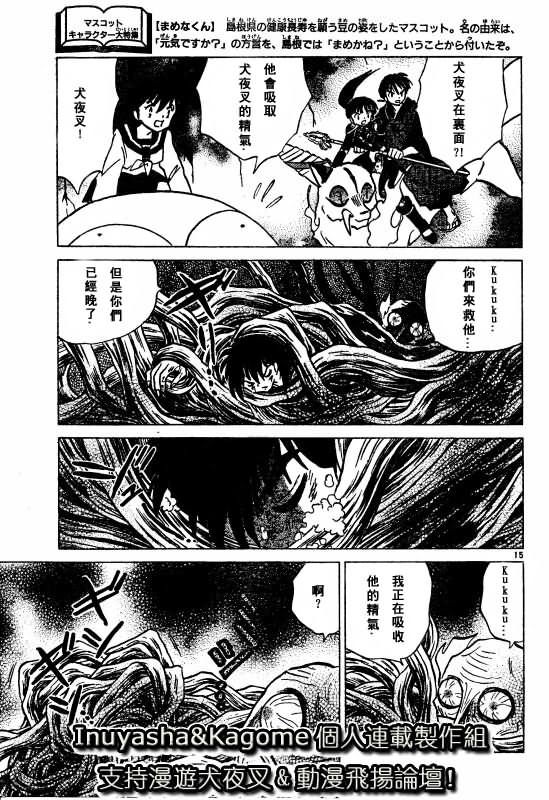 マスコット
キャラクター大特集
【まめなくん】島根県の健康長寿を願う豆の姿をしたマスコット。名の由来は、
「元気ですか?」の方言を、島根では「まめかね?」ということから付いたぞ。
犬夜叉在裏面?!
他會吸取
犬夜叉的精氣.
犬夜叉!
Kukuku…
你們來救他…
但是你們
已經晚了.
15
Kukuku…
我正在吸收
他的精氣.
啊?
Inuyasha&Kagome 個人連載製作組
支持漫遊犬夜叉 & 動漫飛揚論壇!